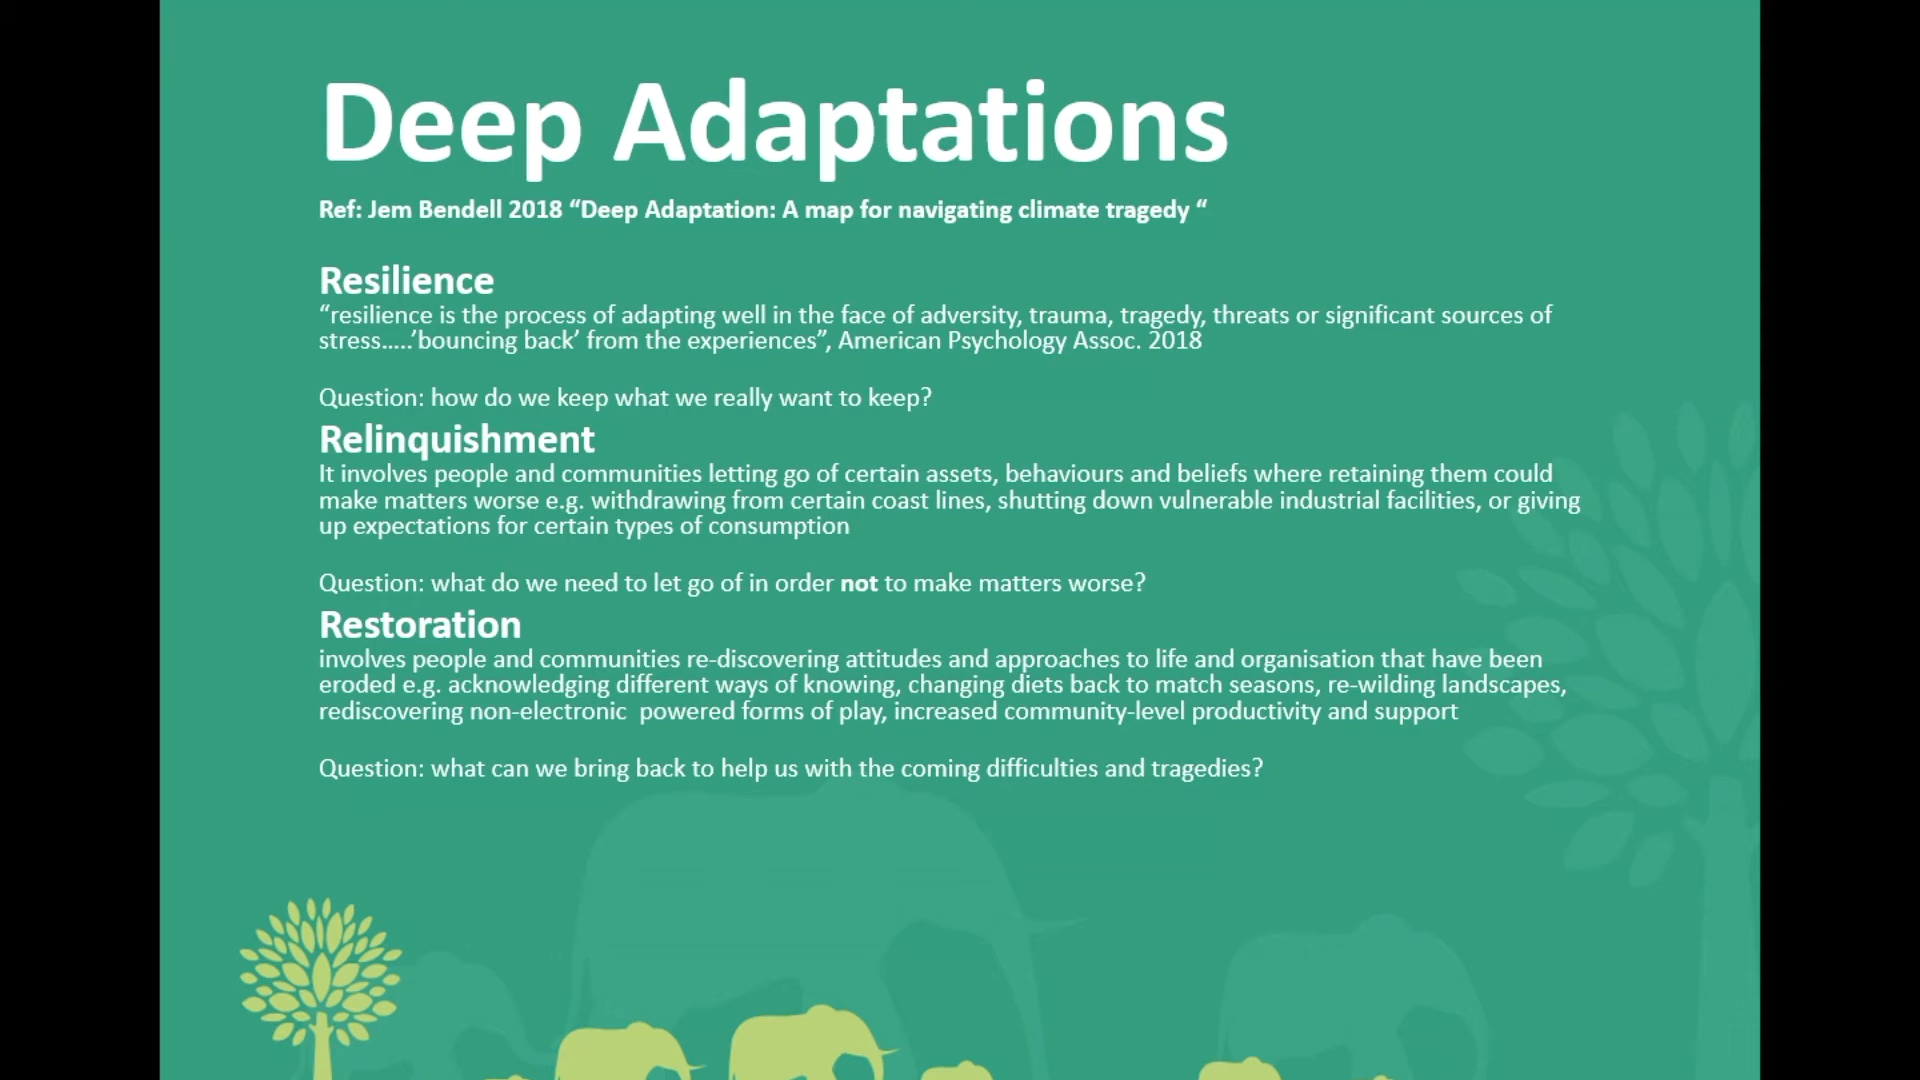 Deep Adaptations
Ref: Jem Bendell 2018 “Deep Adaptation: A map for navigating climate tragedy “
Resilience
“resilience is the process of adapting well in the face of adversity, trauma, tragedy, threats or significant sources of
stress…..’bouncing back’ from the experiences”, American Psychology Assoc. 2018
Question: how do we keep what we really want to keep?
Relinquishment
It involves people and communities letting go of certain assets, behaviours and beliefs where retaining them could
make matters worse e.g. withdrawing from certain coast lines, shutting down vulnerable industrial facilities, or giving
up expectations for certain types of consumption
Question: what do we need to let go of in order not to make matters worse?
Restoration
involves people and communities re-discovering attitudes and approaches to life and organisation that have been
eroded e.g. acknowledging different ways of knowing, changing diets back to match seasons, re-wilding landscapes,
rediscovering non-electronic  powered forms of play, increased community-level productivity and support
Question: what can we bring back to help us with the coming difficulties and tragedies?